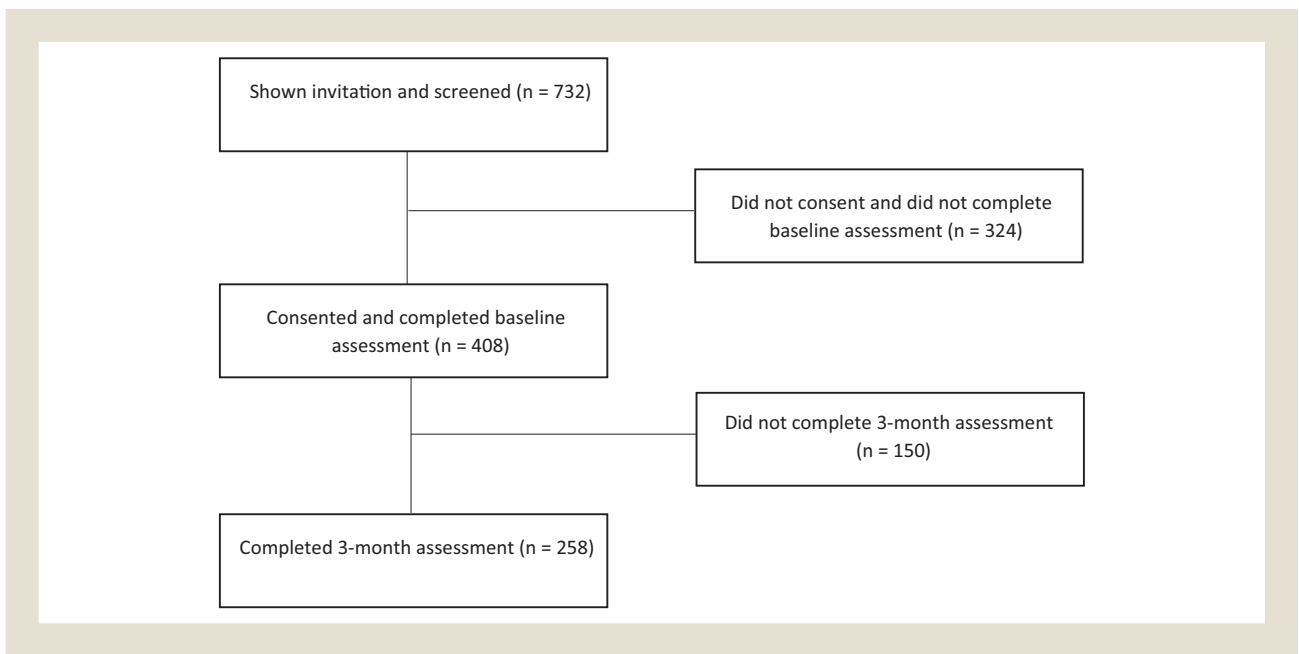 Shown invitation and screened (n = 732)
Did not consent and did not complete
baseline assessment (n = 324)
Consented and completed baseline
assessment (n = 408)
Did not complete 3-month assessment
(n = 150)
Completed 3-month assessment (n = 258)